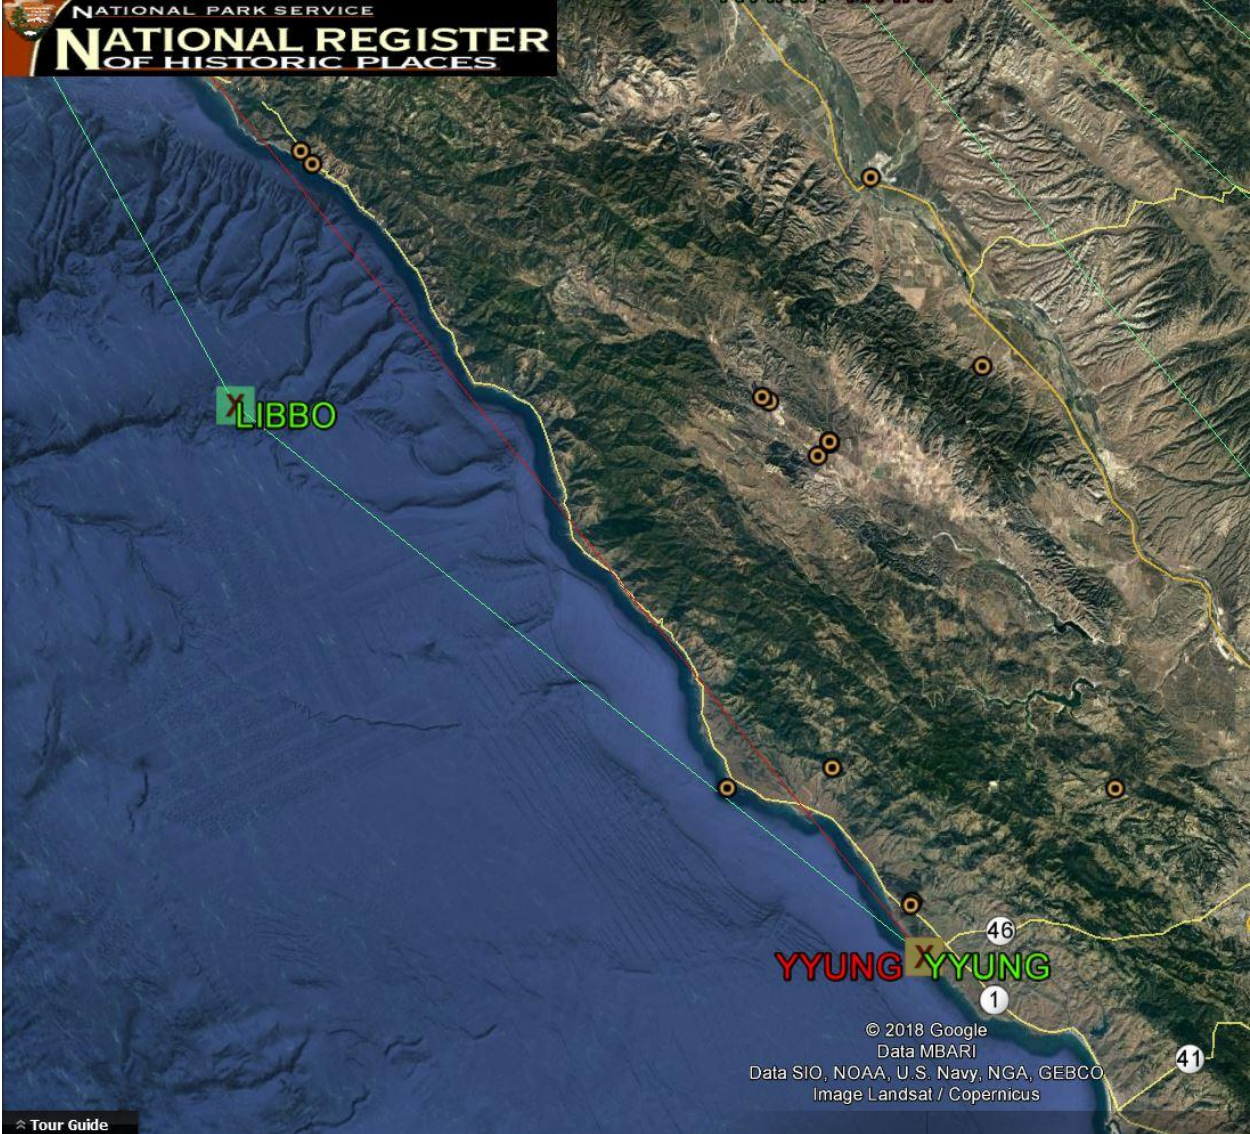 NATIONAL PARK SERVICE
NATIONAL REGISTER
OF HISTORIC PLACES
X
LIBBO
46
YYUNG
X
YYUNG
1
© 2018 Google
Data MBARI
41
Data SIO, NOAA, U.S. Navy, NGA, GEBCO
Image Landsat / Copernicus
Tour Guide